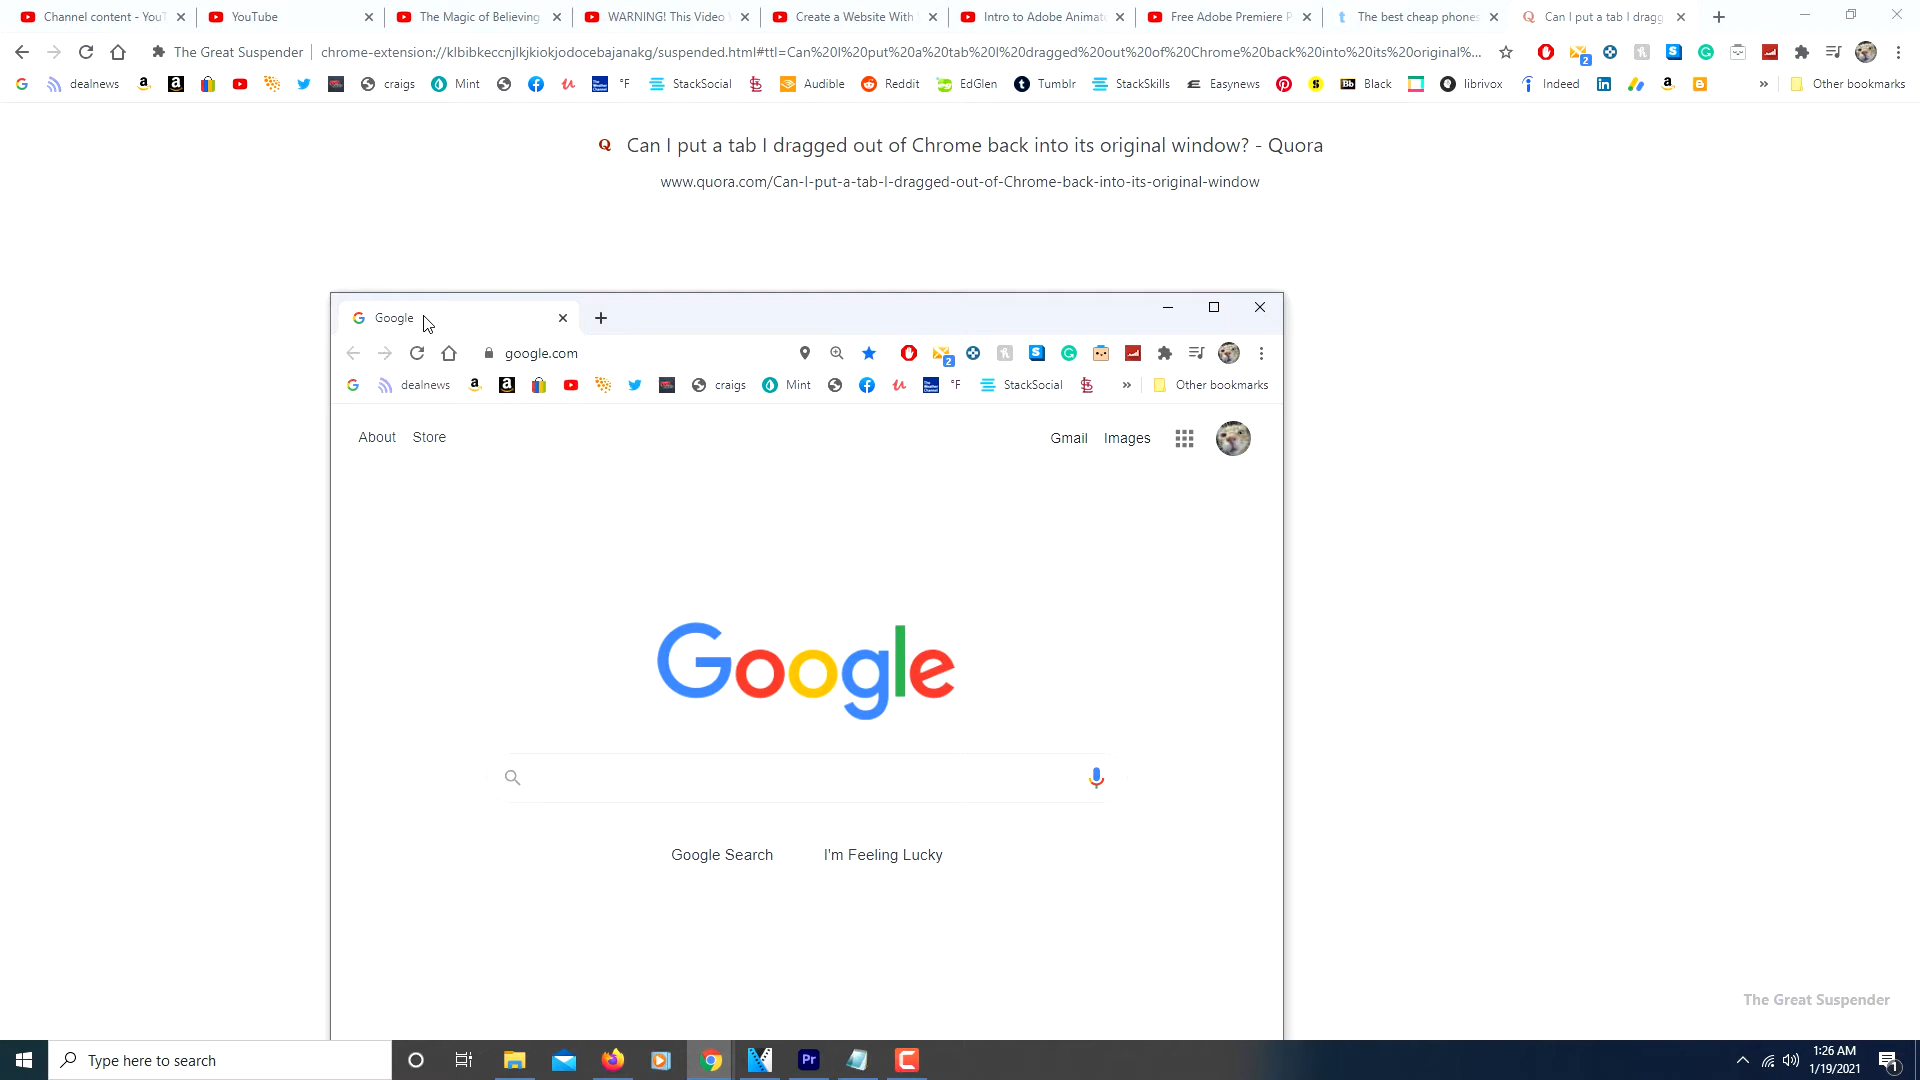 Channel content - YouT
YouTube
The Magic of Believing
WARNING! This Video
Create a Website With
Intro to Adobe Animat
Free Adobe Premiere P
The best cheap phones
Can I put a tab I dragg
The Great Suspender
chrome-extension://klbibkeccnjlkjkiokjodocebajanakg/suspended.html#ttl=Can%20I%20put%20a%20tab%20I%20dragged%20out%20of%20Chrome%20back%20into%20its%20original%...
2
dealnews craigs Mint °F StackSocial Audible Reddit EdGlen Tumblr StackSkills Easynews Black librivox Indeed » Other bookmarks
Can I put a tab I dragged out of Chrome back into its original window? - Quora
www.quora.com/Can-I-put-a-tab-I-dragged-out-of-Chrome-back-into-its-original-window
Google
google.com
2
dealnews craigs Mint °F StackSocial » Other bookmarks
About Store Gmail Images
Google
Google Search I'm Feeling Lucky
The Great Suspender
Type here to search
Pr
1:26 AM
1/19/2021
1